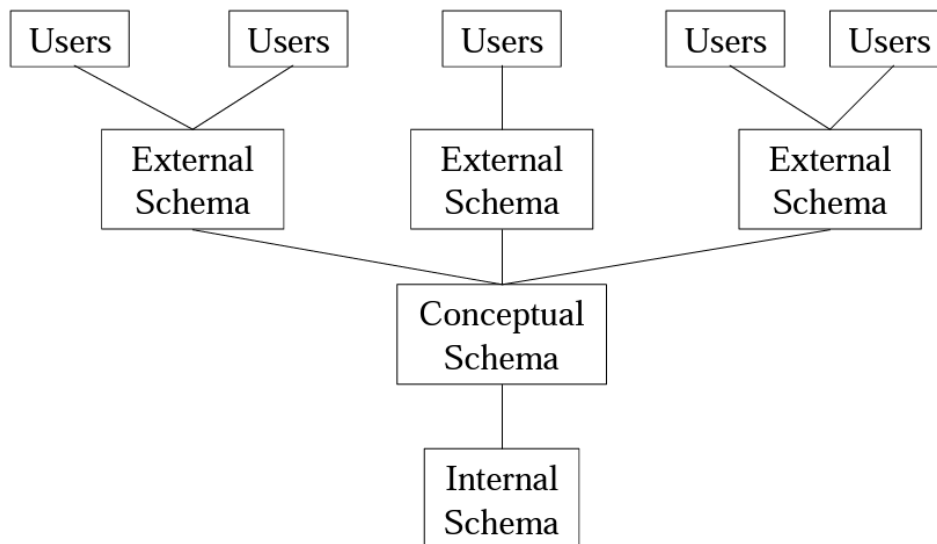 Users
Users
Users
Users
Users
External
Schema
External
Schema
External
Schema
Conceptual
Schema
Internal
Schema